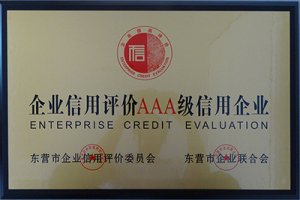 信
企业信用评价AAA级信用企业
ENTERPRISE CREDIT EVALUATION
东营市企业信用评价委员会 东营市企业联合会